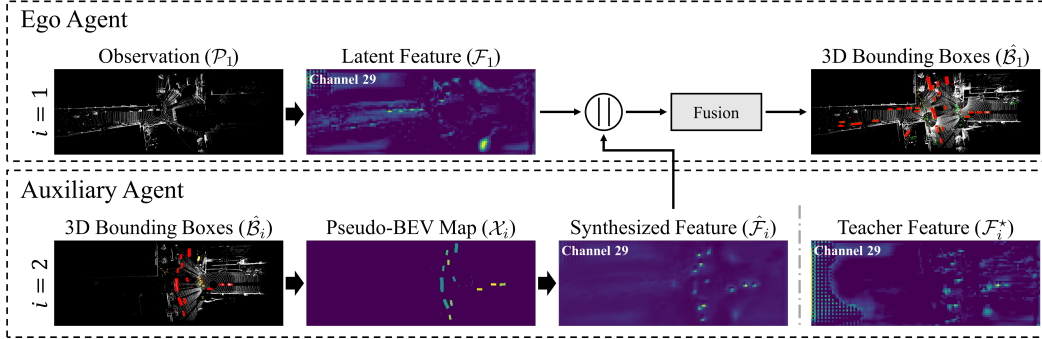 Ego Agent
Observation (𝒫₁)
Latent Feature (ℱ₁)
3D Bounding Boxes (ℬ̂₁)
i = 1
Channel 29
||
Fusion
Auxiliary Agent
3D Bounding Boxes (ℬ̂ᵢ)
Pseudo-BEV Map (𝒳ᵢ)
Synthesized Feature (ℱ̂ᵢ)
Teacher Feature (ℱᵢ⋆)
i = 2
Channel 29
Channel 29